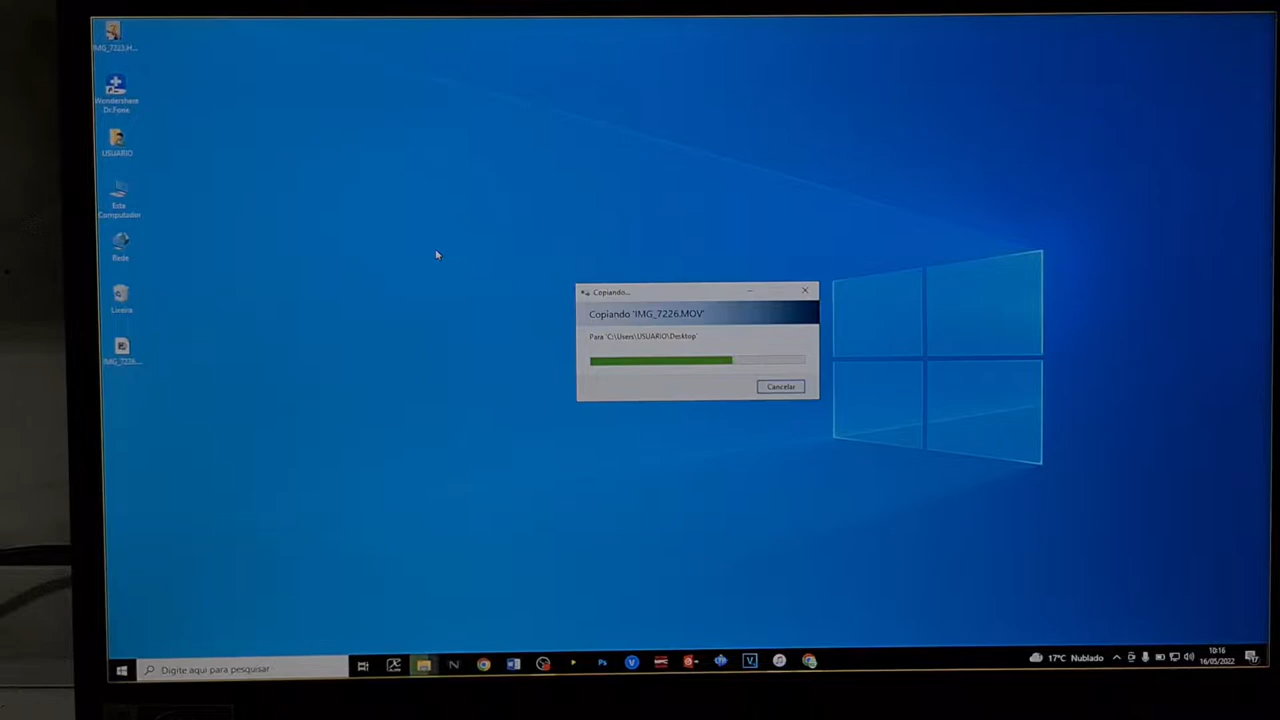 IMG_7223.H...
Wondershare
Dr.Fone
USUARIO
Este
Computador
Rede
Lixeira
IMG_7226....
Copiando...
Copiando 'IMG_7226.MOV'
Para 'C:\Users\USUARIO\Desktop'
Cancelar
Digite aqui para pesquisar
Ps
17°C Nublado
10:16
16/05/2022